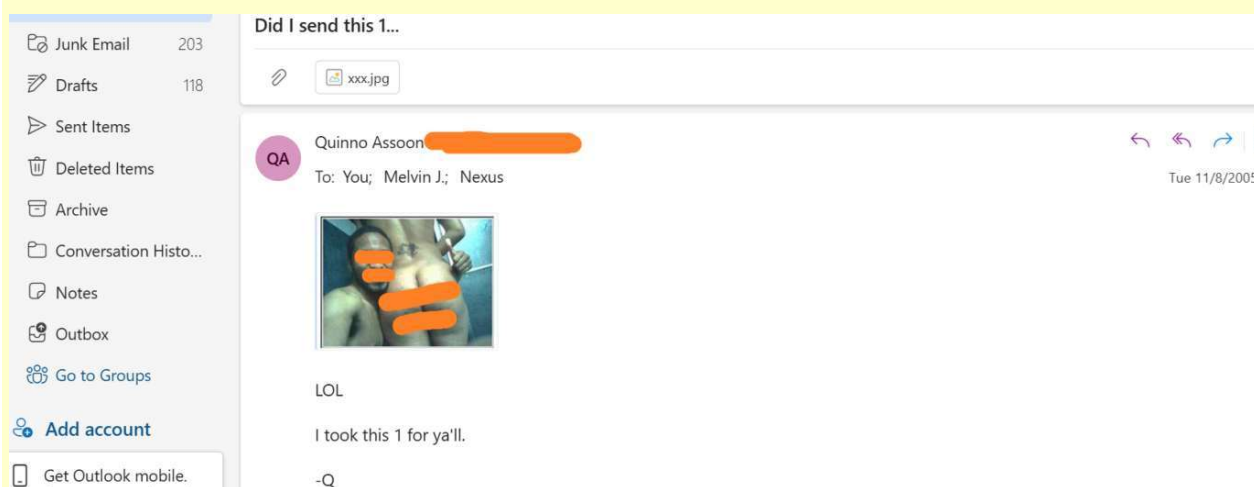 Did I send this 1...
Junk Email 203
Drafts 118
Sent Items
Deleted Items
Archive
Conversation Histo...
Notes
Outbox
Go to Groups
Add account
Get Outlook mobile.
xxx.jpg
QA
Quinno Assoon
To: You; Melvin J.; Nexus
Tue 11/8/2005
LOL
I took this 1 for ya'll.
-Q